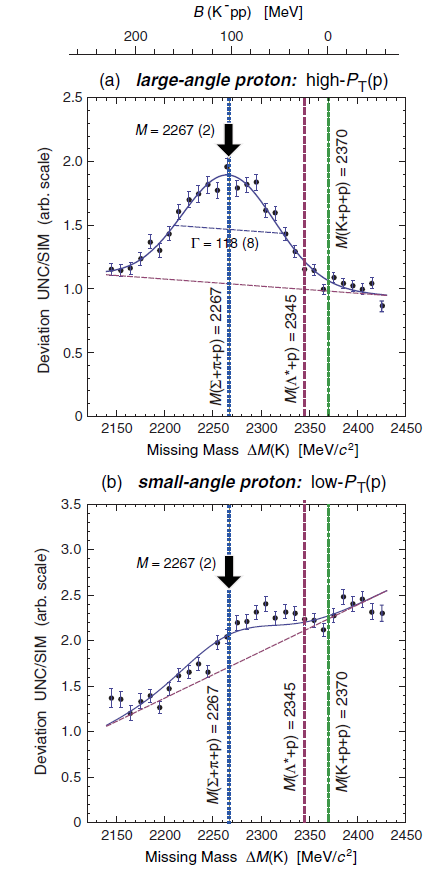 B (K⁻pp) [MeV]
200 100 0
(a) large-angle proton: high-P_T(p)
2.5
2.0
1.5
1.0
0.5
0
Deviation UNC/SIM (arb. scale)
M = 2267 (2)
Γ = 118 (8)
M(Σ+π+p) = 2267
M(Λ*+p) = 2345
M(K+p+p) = 2370
2150 2200 2250 2300 2350 2400 2450
Missing Mass ΔM(K) [MeV/c²]
(b) small-angle proton: low-P_T(p)
3.5
3.0
2.5
2.0
1.5
1.0
0.5
0
Deviation UNC/SIM (arb. scale)
M = 2267 (2)
M(Σ+π+p) = 2267
M(Λ*+p) = 2345
M(K+p+p) = 2370
2150 2200 2250 2300 2350 2400 2450
Missing Mass ΔM(K) [MeV/c²]